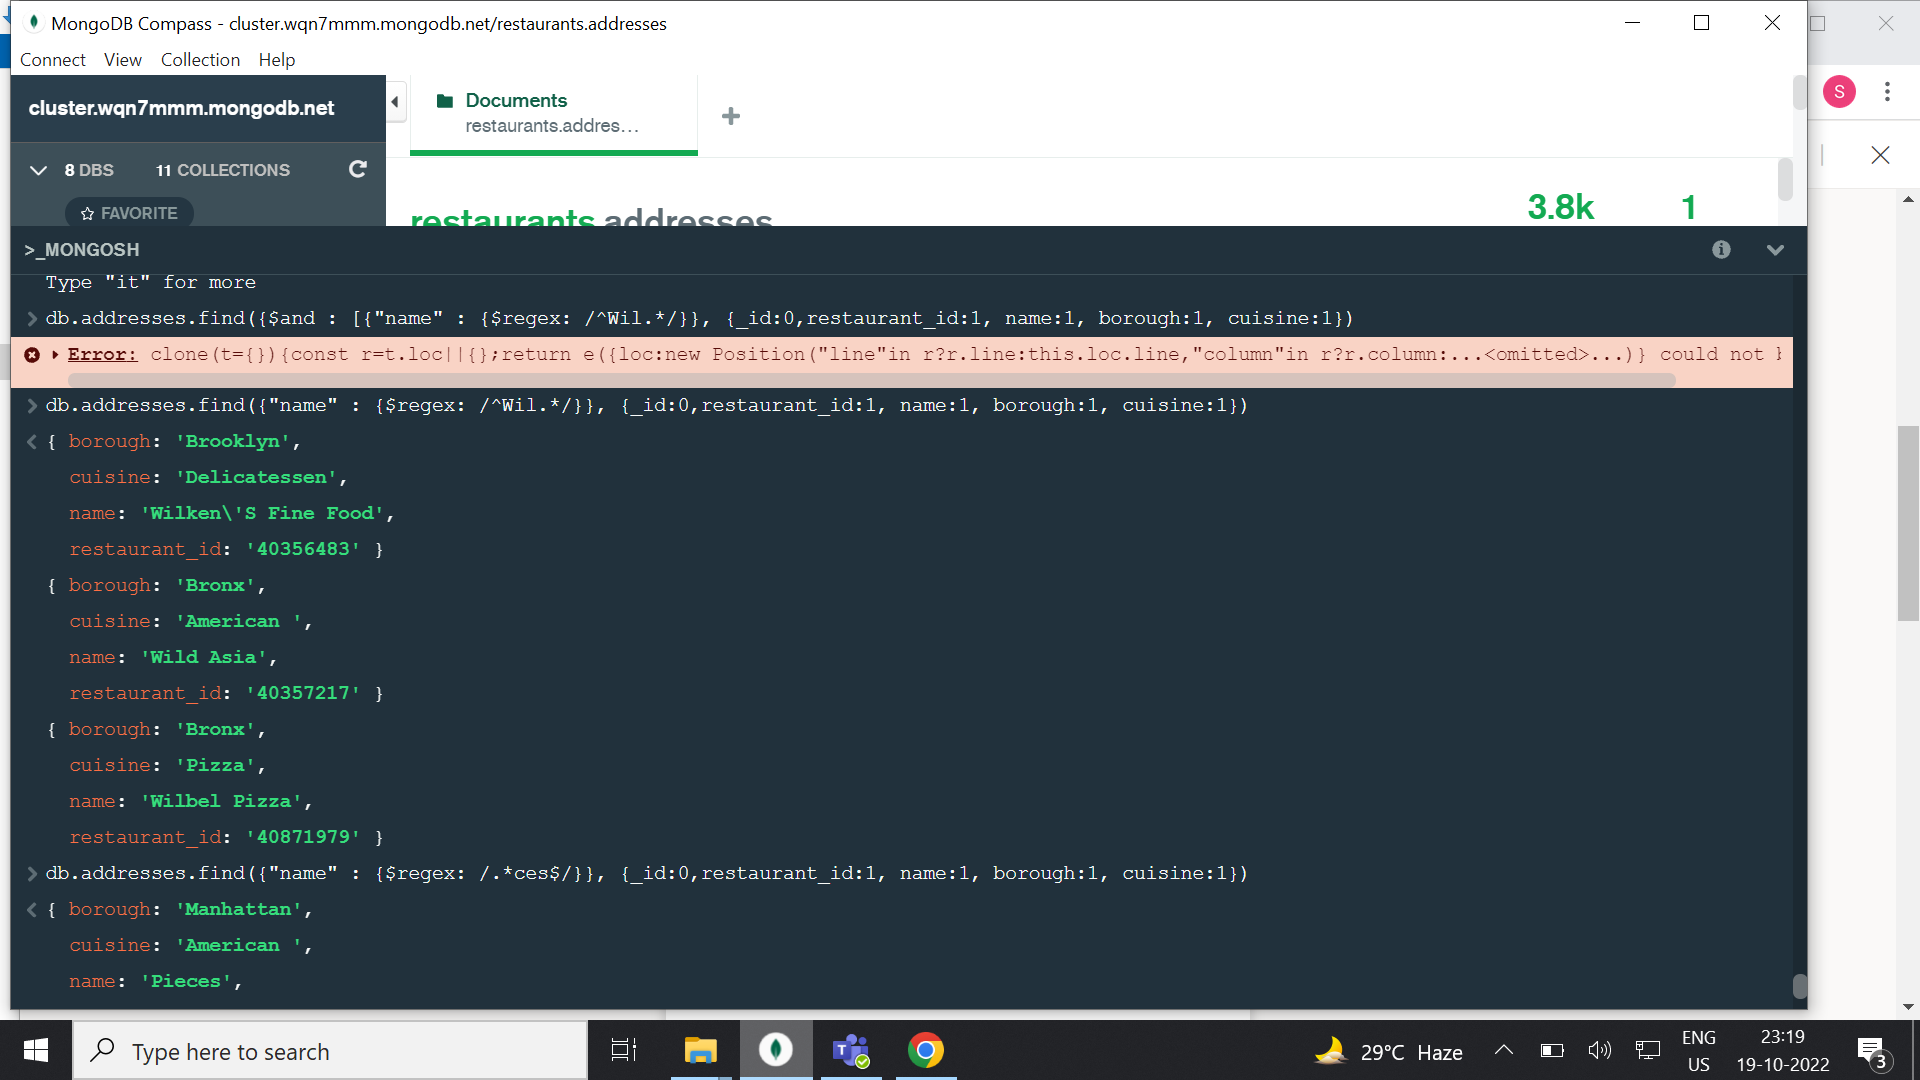 MongoDB Compass - cluster.wqn7mmm.mongodb.net/restaurants.addresses
Connect View Collection Help
cluster.wqn7mmm.mongodb.net
Documents
restaurants.addres...
S
8 DBS 11 COLLECTIONS
FAVORITE
restaurants.addresses
3.8k 1
>_MONGOSH
Type "it" for more
db.addresses.find({$and : [{"name" : {$regex: /^Wil.*/}}, {_id:0,restaurant_id:1, name:1, borough:1, cuisine:1})
Error: clone(t={}){const r=t.loc||{};return e({loc:new Position("line"in r?r.line:this.loc.line,"column"in r?r.column:...<omitted>...)} could not
db.addresses.find({"name" : {$regex: /^Wil.*/}}, {_id:0,restaurant_id:1, name:1, borough:1, cuisine:1})
{ borough: 'Brooklyn',
cuisine: 'Delicatessen',
name: 'Wilken\'S Fine Food',
restaurant_id: '40356483' }
{ borough: 'Bronx',
cuisine: 'American ',
name: 'Wild Asia',
restaurant_id: '40357217' }
{ borough: 'Bronx',
cuisine: 'Pizza',
name: 'Wilbel Pizza',
restaurant_id: '40871979' }
db.addresses.find({"name" : {$regex: /.*ces$/}}, {_id:0,restaurant_id:1, name:1, borough:1, cuisine:1})
{ borough: 'Manhattan',
cuisine: 'American ',
name: 'Pieces',
Type here to search
29°C Haze
ENG
US
23:19
19-10-2022
3